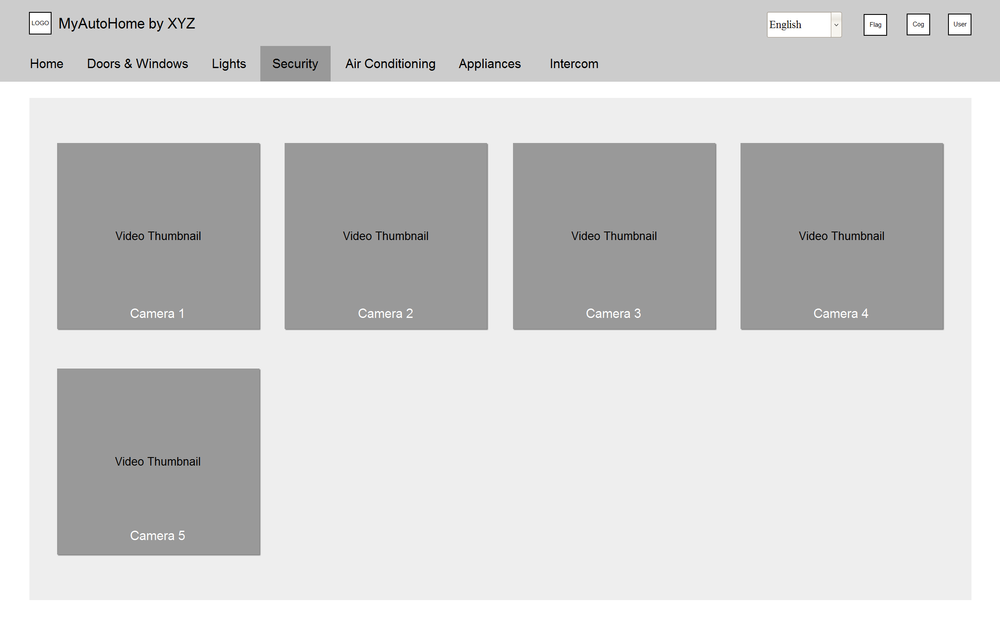 LOGO MyAutoHome by XYZ English Flag Cog User
Home Doors & Windows Lights Security Air Conditioning Appliances Intercom
Video Thumbnail Video Thumbnail Video Thumbnail Video Thumbnail
Camera 1 Camera 2 Camera 3 Camera 4
Video Thumbnail
Camera 5